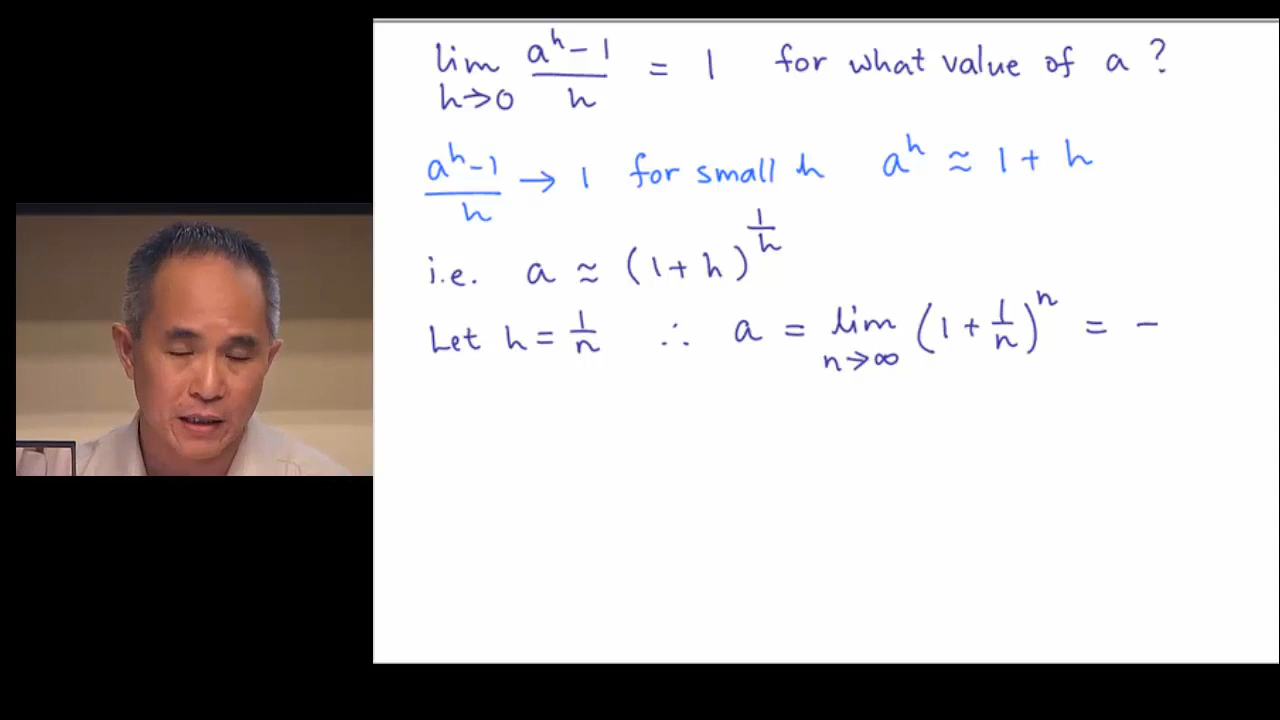 lim h→0 (a^h - 1)/h = 1 for what value of a ?
(a^h - 1)/h → 1 for small h a^h ≈ 1 + h
i.e. a ≈ (1 + h)^(1/h)
Let h = 1/n ∴ a = lim n→∞ (1 + 1/n)^n = -